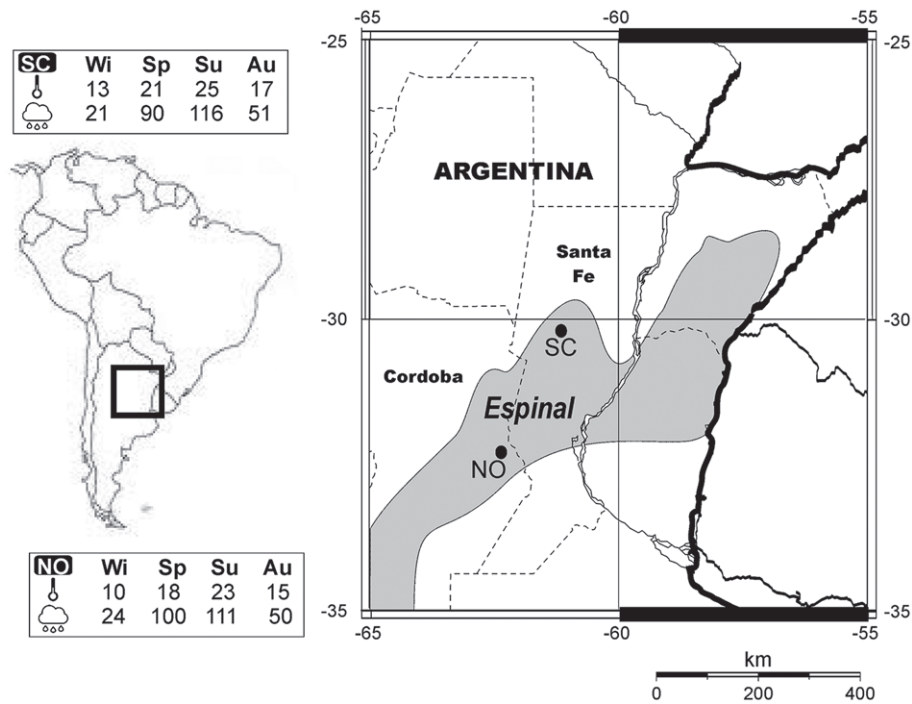 SC Wi Sp Su Au
13 21 25 17
21 90 116 51
NO Wi Sp Su Au
10 18 23 15
24 100 111 50
-65 -60 -55
-25 -25
ARGENTINA
Santa
Fe
-30 -30
SC
Cordoba
Espinal
NO
-35 -35
-65 -60 -55
km
0 200 400